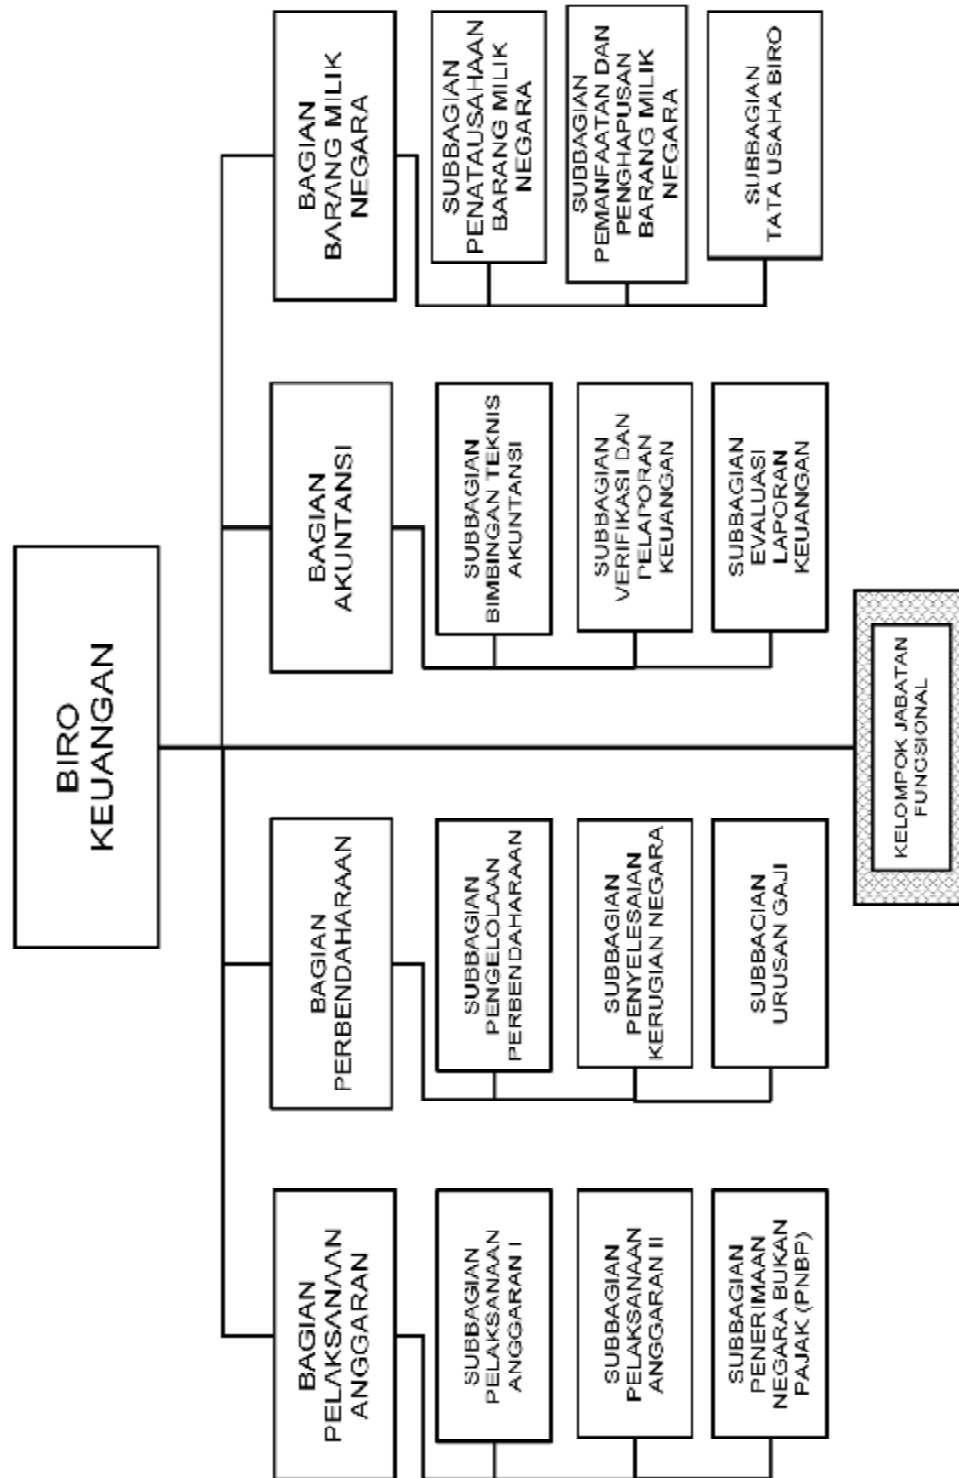 BIRO
KEUANGAN
BAGIAN
PELAKSANAAN
ANGGARAN
SUBBAGIAN
PELAKSANAAN
ANGGARAN I
SUBBAGIAN
PELAKSANAAN
ANGGARAN II
SUBBAGIAN
PENERIMAAN
NEGARA BUKAN
PAJAK (PNBP)
BAGIAN
PERBENDAHARAAN
SUBBAGIAN
PENGELOLAAN
PERBENDAHARAAN
SUBBAGIAN
PENYELESAIAN
KERUGIAN NEGARA
SUBBAGIAN
URUSAN GAJI
BAGIAN
AKUNTANSI
SUBBAGIAN
BIMBINGAN TEKNIS
AKUNTANSI
SUBBAGIAN
VERIFIKASI DAN
PELAPORAN
KEUANGAN
SUBBAGIAN
EVALUASI
LAPORAN
KEUANGAN
BAGIAN
BARANG MILIK
NEGARA
SUBBAGIAN
PENATAUSAHAAN
BARANG MILIK
NEGARA
SUBBAGIAN
PEMANFAATAN DAN
PENGHAPUSAN
BARANG MILIK
NEGARA
SUBBAGIAN
TATA USAHA BIRO
KELOMPOK JABATAN
FUNGSIONAL